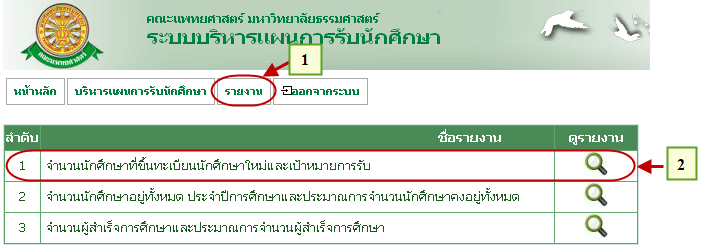 คณะแพทยศาสตร์ มหาวิทยาลัยธรรมศาสตร์
ระบบบริหารแผนการรับนักศึกษา
1
หน้าหลัก บริหารแผนการรับนักศึกษา รายงาน ออกจากระบบ
ลำดับ ชื่อรายงาน ดูรายงาน
1 จำนวนนักศึกษาที่ขึ้นทะเบียนนักศึกษาใหม่และเป้าหมายการรับ 2
2 จำนวนนักศึกษาอยู่ทั้งหมด ประจำปีการศึกษาและประมาณการจำนวนนักศึกษาคงอยู่ทั้งหมด
3 จำนวนผู้สำเร็จการศึกษาและประมาณการจำนวนผู้สำเร็จการศึกษา